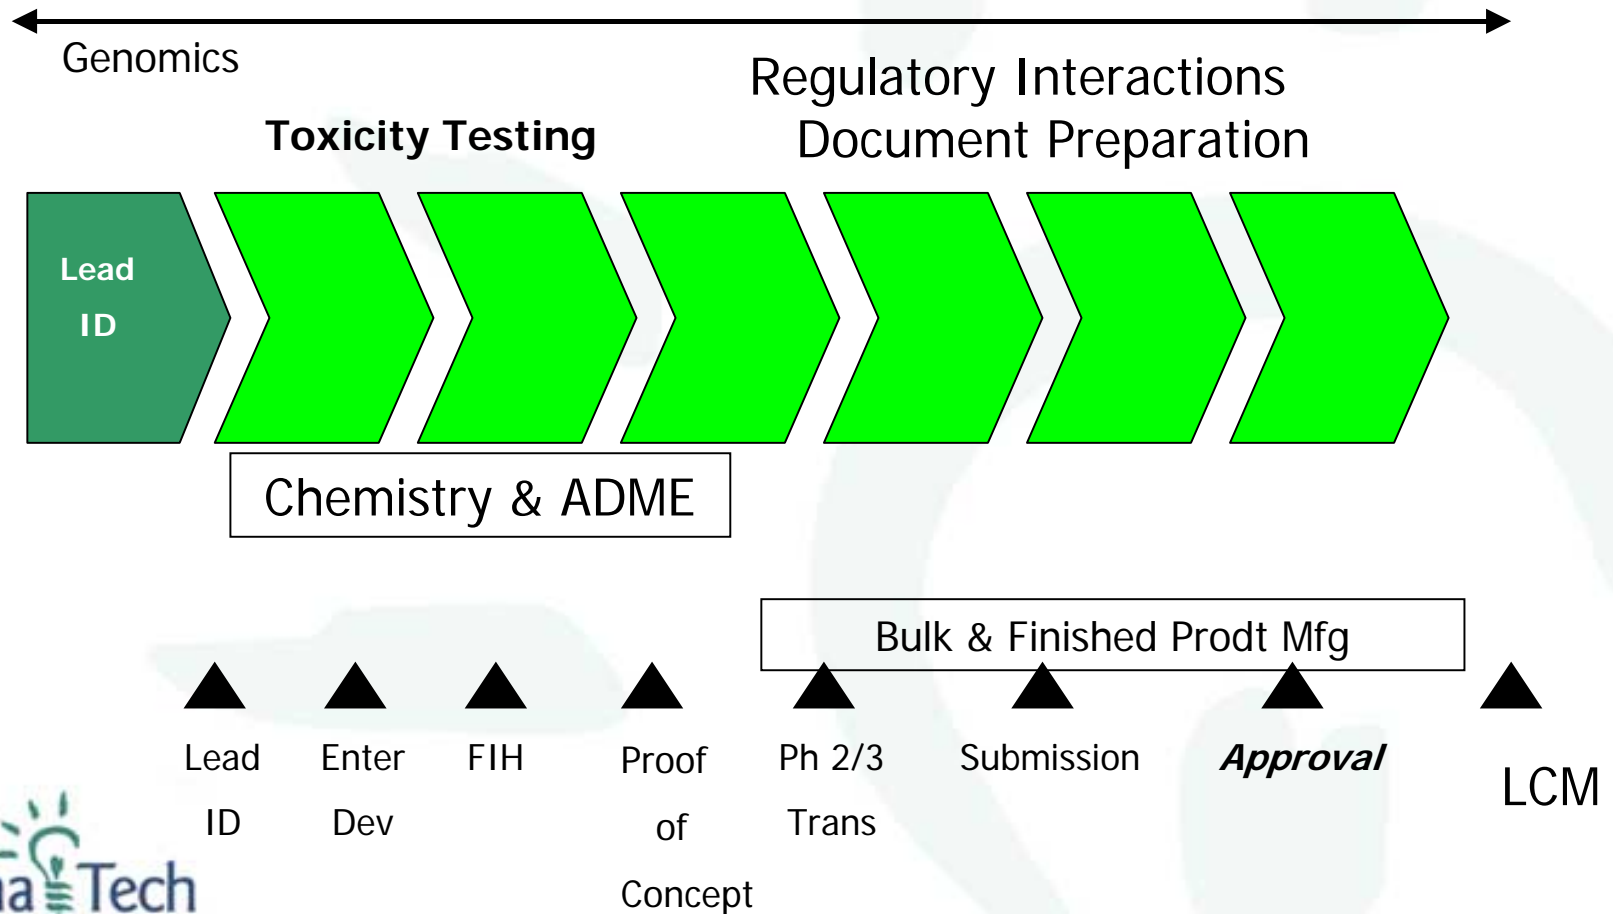 Genomics
Regulatory Interactions
Document Preparation
Toxicity Testing
Lead
ID
Chemistry & ADME
Bulk & Finished Prodt Mfg
Lead
ID
Enter
Dev
FIH
Proof
of
Concept
Ph 2/3
Trans
Submission
Approval
LCM
Tech